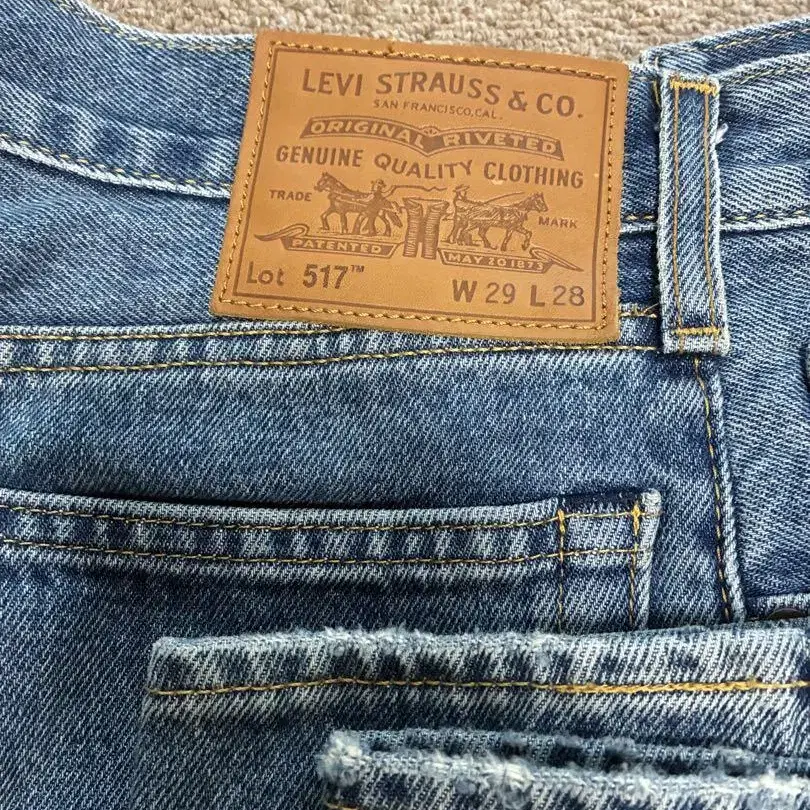 LEVI STRAUSS & CO.
SAN FRANCISCO, CAL.
ORIGINAL RIVETED
GENUINE QUALITY CLOTHING
TRADE MARK
PATENTED MAY 20 1873
Lot 517™ W 29 L 28